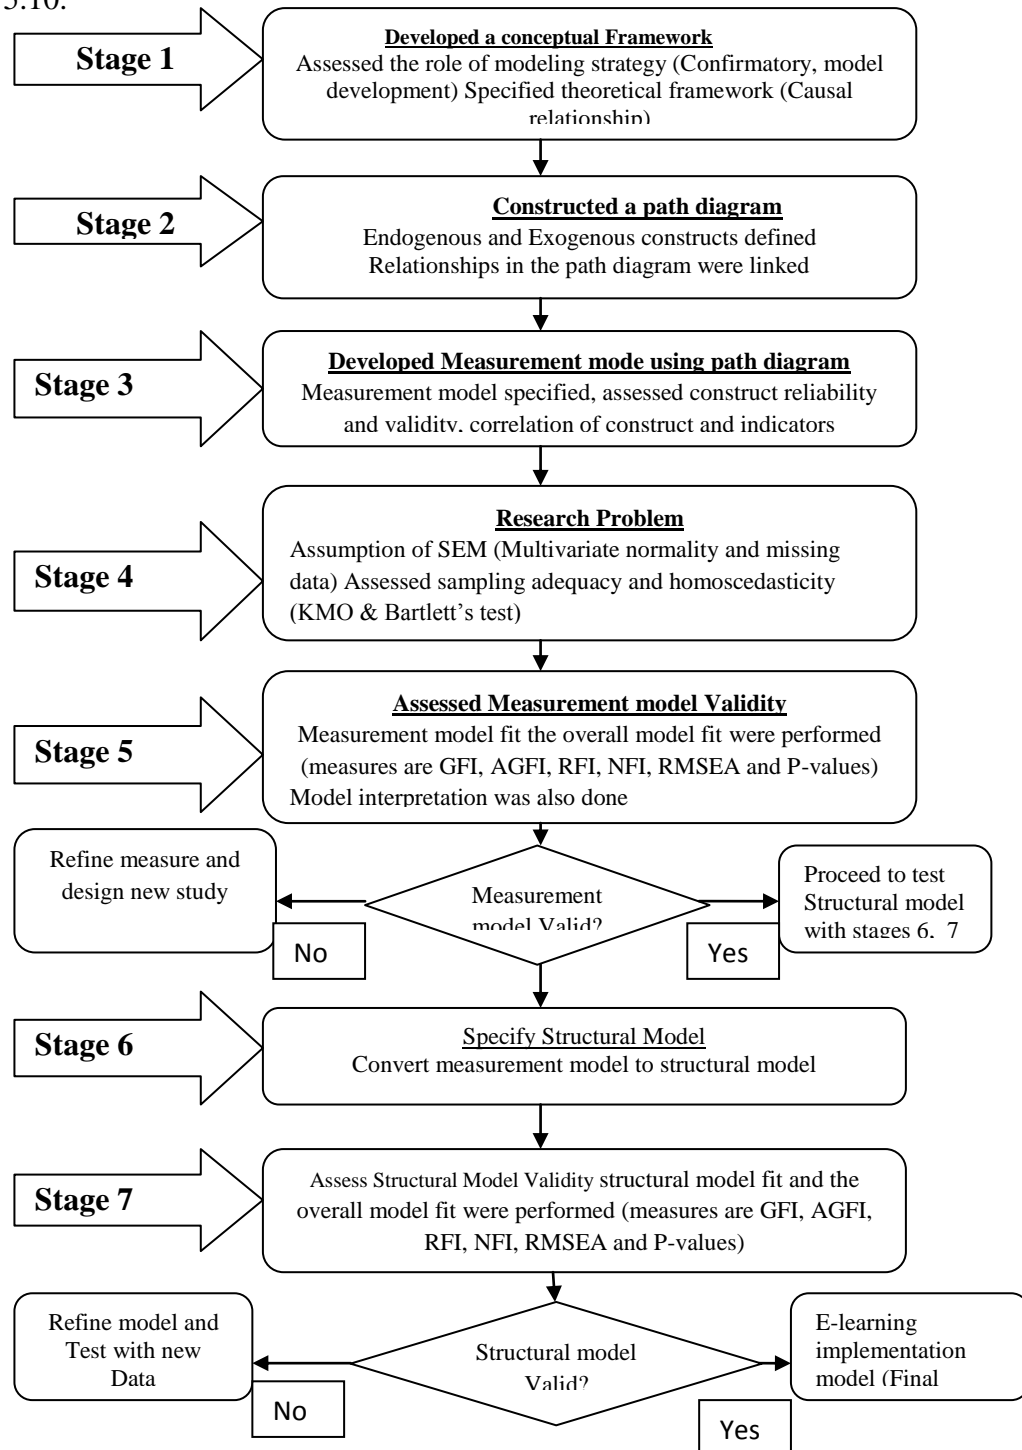 5.10.
Stage 1
Developed a conceptual Framework
Assessed the role of modeling strategy (Confirmatory, model
development) Specified theoretical framework (Causal
relationship)
Stage 2
Constructed a path diagram
Endogenous and Exogenous constructs defined
Relationships in the path diagram were linked
Stage 3
Developed Measurement mode using path diagram
Measurement model specified, assessed construct reliability
and validity, correlation of construct and indicators
Stage 4
Research Problem
Assumption of SEM (Multivariate normality and missing
data) Assessed sampling adequacy and homoscedasticity
(KMO & Bartlett’s test)
Stage 5
Assessed Measurement model Validity
Measurement model fit the overall model fit were performed
(measures are GFI, AGFI, RFI, NFI, RMSEA and P-values)
Model interpretation was also done
Refine measure and
design new study
No
Measurement
model Valid?
Yes
Proceed to test
Structural model
with stages 6, 7
Stage 6
Specify Structural Model
Convert measurement model to structural model
Stage 7
Assess Structural Model Validity structural model fit and the
overall model fit were performed (measures are GFI, AGFI,
RFI, NFI, RMSEA and P-values)
Refine model and
Test with new
Data
No
Structural model
Valid?
Yes
E-learning
implementation
model (Final